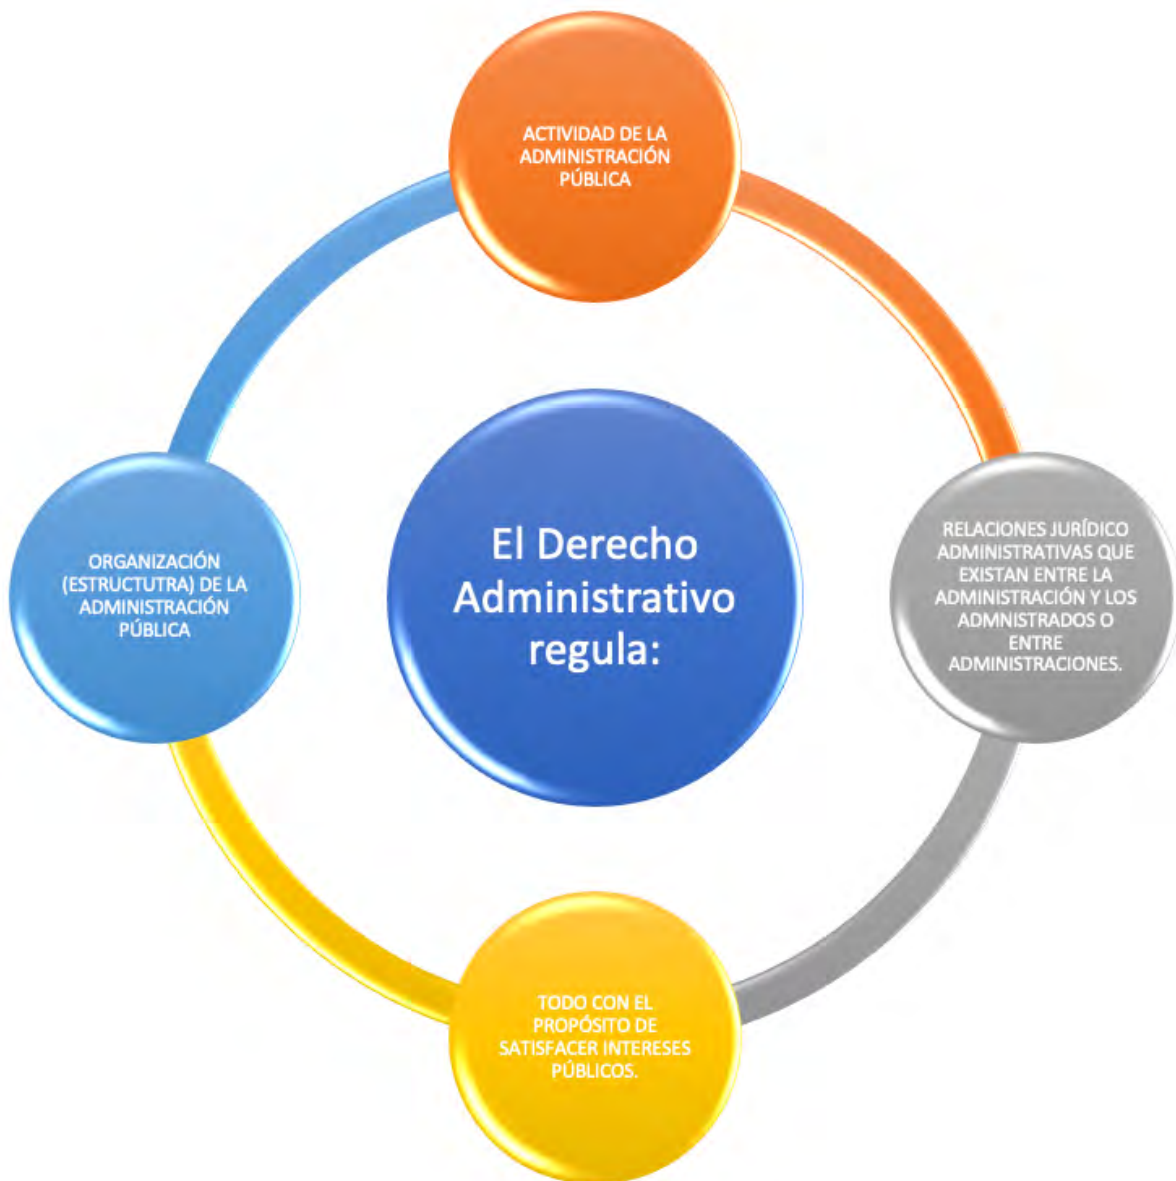 ACTIVIDAD DE LA
ADMINISTRACIÓN
PÚBLICA
El Derecho
Administrativo
regula:
RELACIONES JURÍDICO
ADMINISTRATIVAS QUE
EXISTAN ENTRE LA
ADMINISTRACIÓN Y LOS
ADMNISTRADOS O
ENTRE
ADMINISTRACIONES.
TODO CON EL
PROPÓSITO DE
SATISFACER INTERESES
PÚBLICOS.
ORGANIZACIÓN
(ESTRUCTUTRA) DE LA
ADMINISTRACIÓN
PÚBLICA